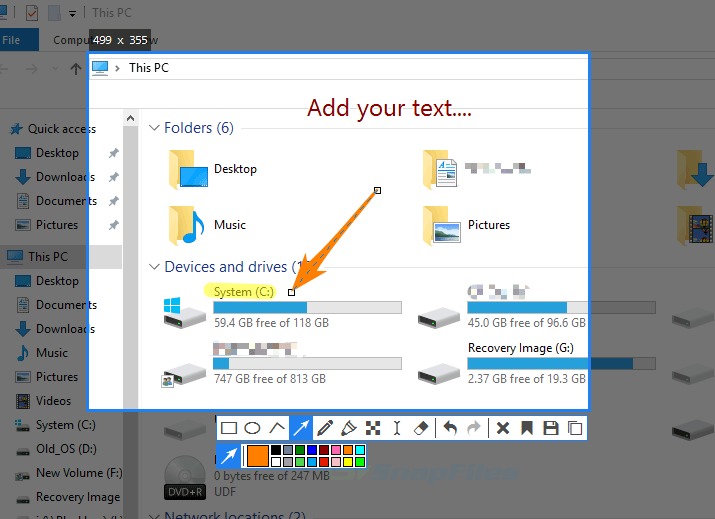 This PC
File
Compu
499 x 355
This PC
Add your text....
Quick access
Desktop
Downloads
Documents
Pictures
This PC
Desktop
Documents
Downloads
Music
Pictures
Videos
System (C:)
Old_OS (D:)
New Volume (F:)
Recovery Image
Folders (6)
Desktop
Music
Pictures
Devices and drives (1
System (C:)
59.4 GB free of 118 GB
45.0 GB free of 96.6 GB
747 GB free of 813 GB
Recovery Image (G:)
2.37 GB free of 19.3 GB
0 bytes free of 247 MB
DVD+R
UDF
Network locations (2)